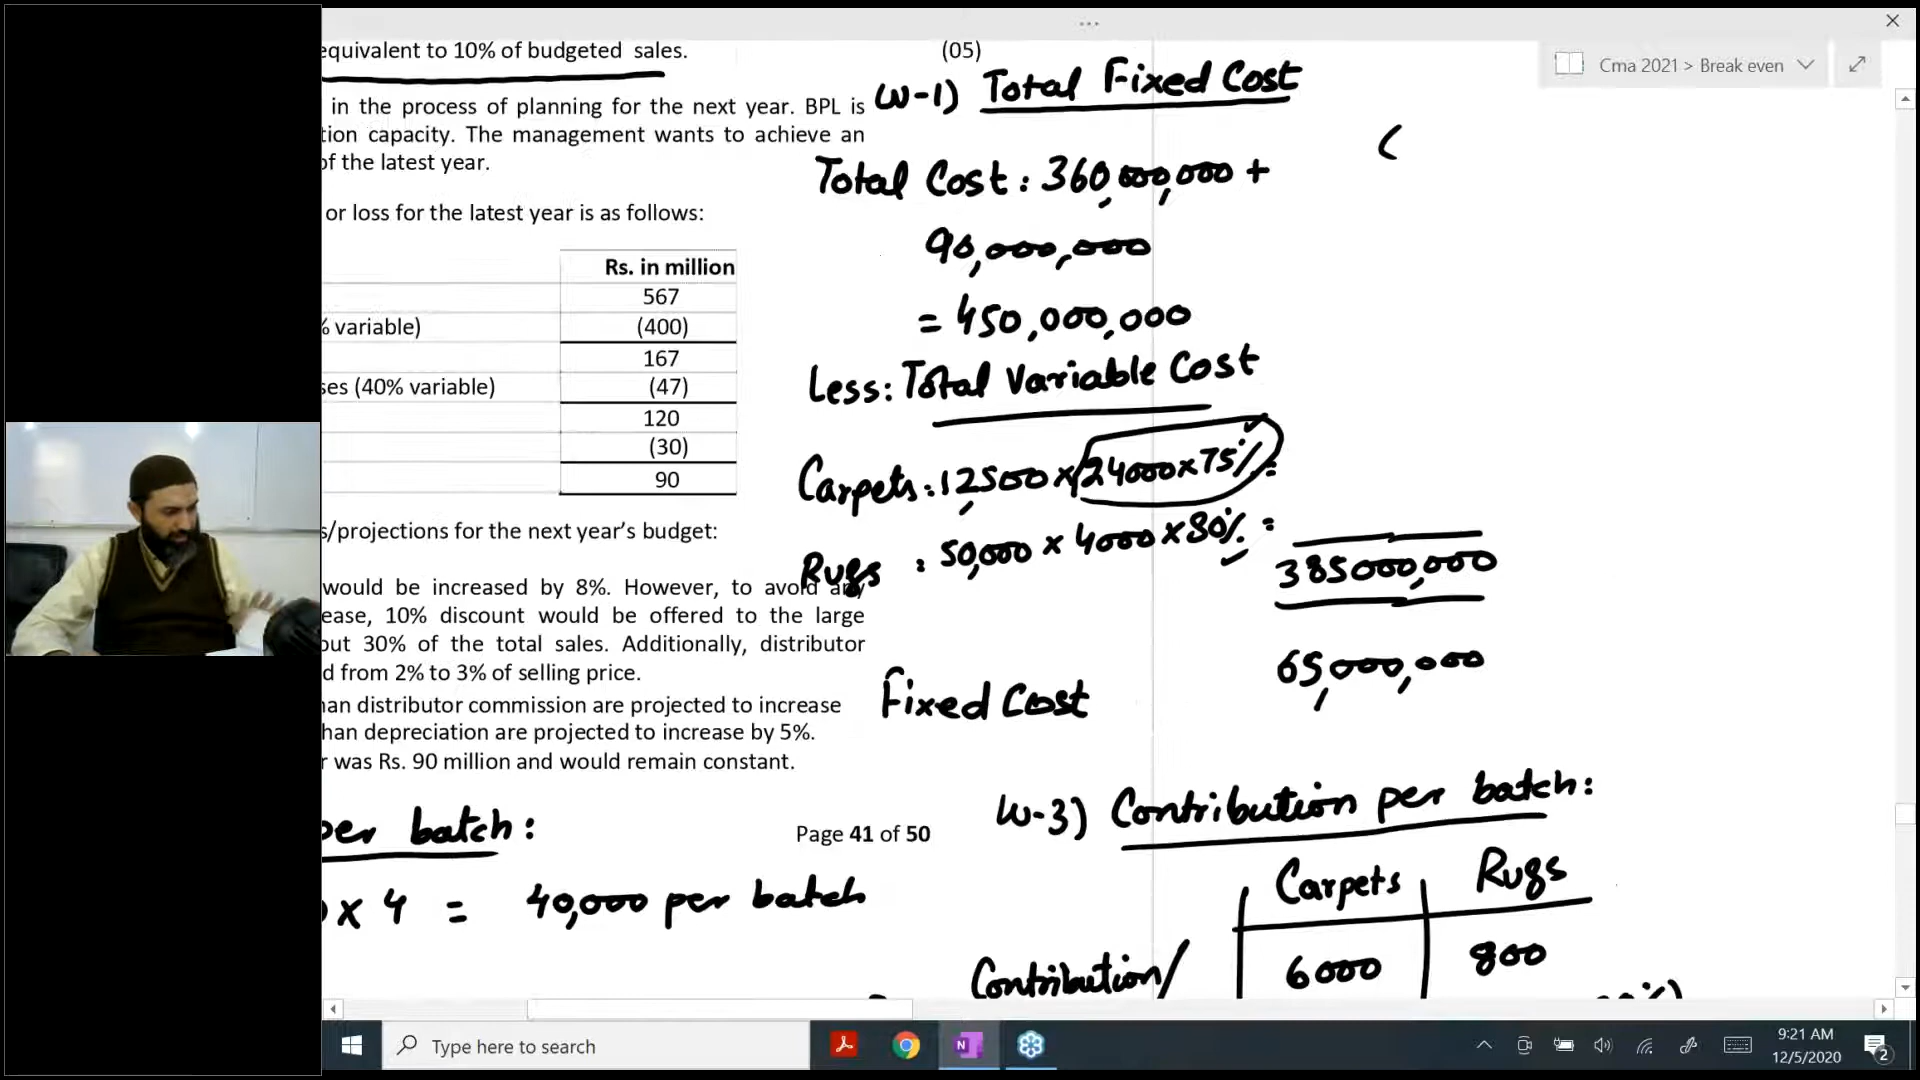 equivalent to 10% of budgeted sales. (05)
in the process of planning for the next year. BPL is
tion capacity. The management wants to achieve an
of the latest year.
or loss for the latest year is as follows:
Rs. in million
567
% variable) (400)
167
ses (40% variable) (47)
120
(30)
90
s/projections for the next year's budget:
would be increased by 8%. However, to avoid any
ease, 10% discount would be offered to the large
out 30% of the total sales. Additionally, distributor
d from 2% to 3% of selling price.
han distributor commission are projected to increase
han depreciation are projected to increase by 5%.
r was Rs. 90 million and would remain constant.
per batch:
x 4 = 40,000 per batch
Page 41 of 50
W-1) Total Fixed Cost
(
Total Cost: 360,000,000 +
90,000,000
= 450,000,000
Less: Total Variable Cost
Carpets: 12,500 x 24000 x 75% =
Rugs : 50,000 x 4000 x 80% =
385000,000
Fixed Cost 65,000,000
W-3) Contribution per batch:
Carpets Rugs
Contribution/ 6000 800
Cma 2021 > Break even
Type here to search
9:21 AM
12/5/2020
2